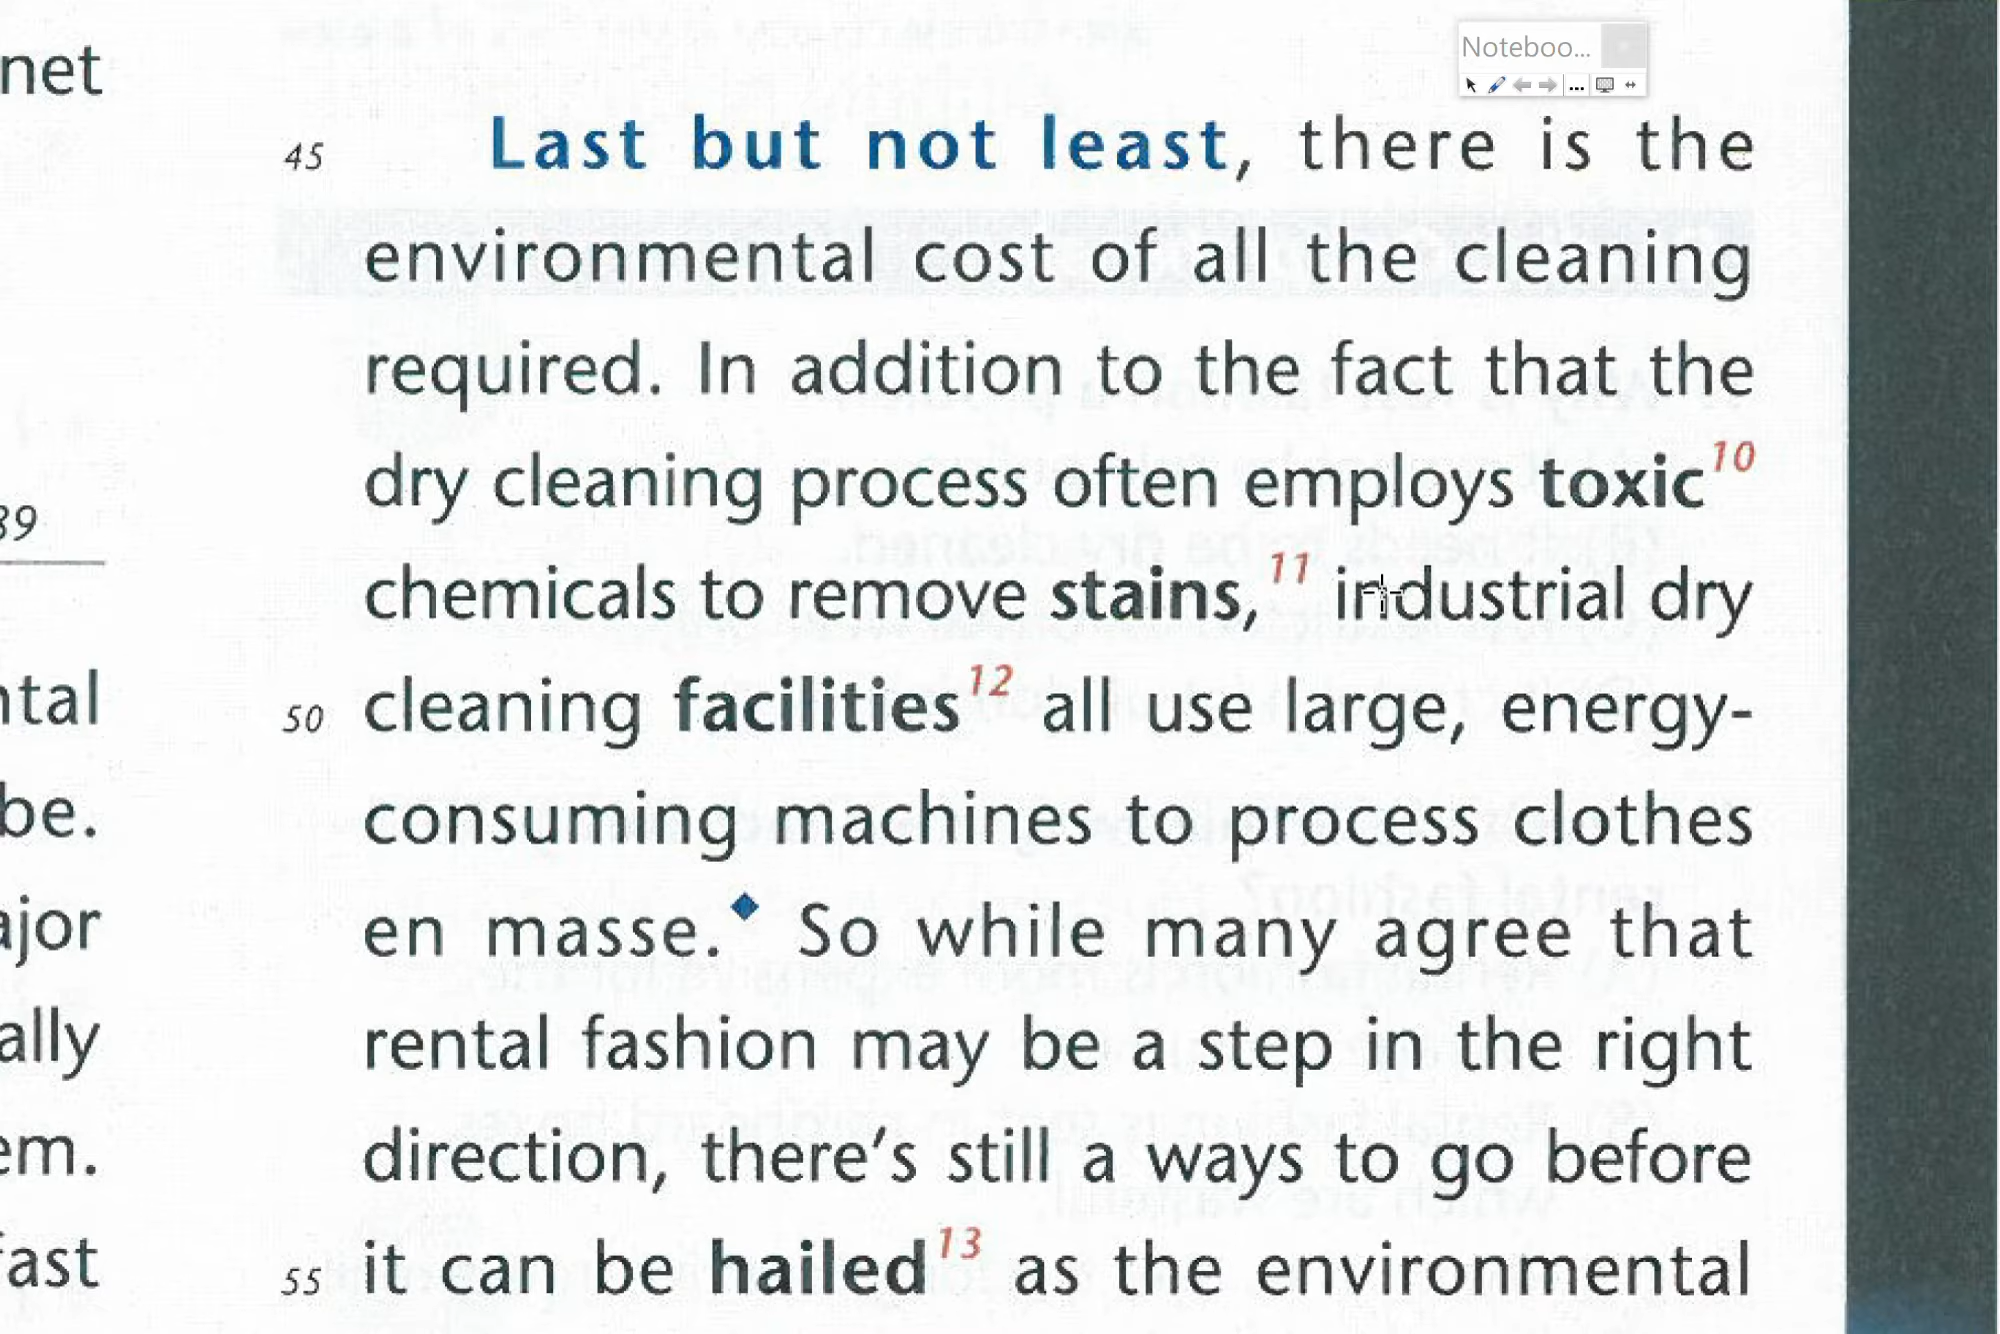 Noteboo...
net
89
ntal
be.
ajor
ally
em.
fast
45 Last but not least, there is the
environmental cost of all the cleaning
required. In addition to the fact that the
dry cleaning process often employs toxic10
chemicals to remove stains,11 industrial dry
50 cleaning facilities12 all use large, energy-
consuming machines to process clothes
en masse.◆ So while many agree that
rental fashion may be a step in the right
direction, there's still a ways to go before
55 it can be hailed13 as the environmental